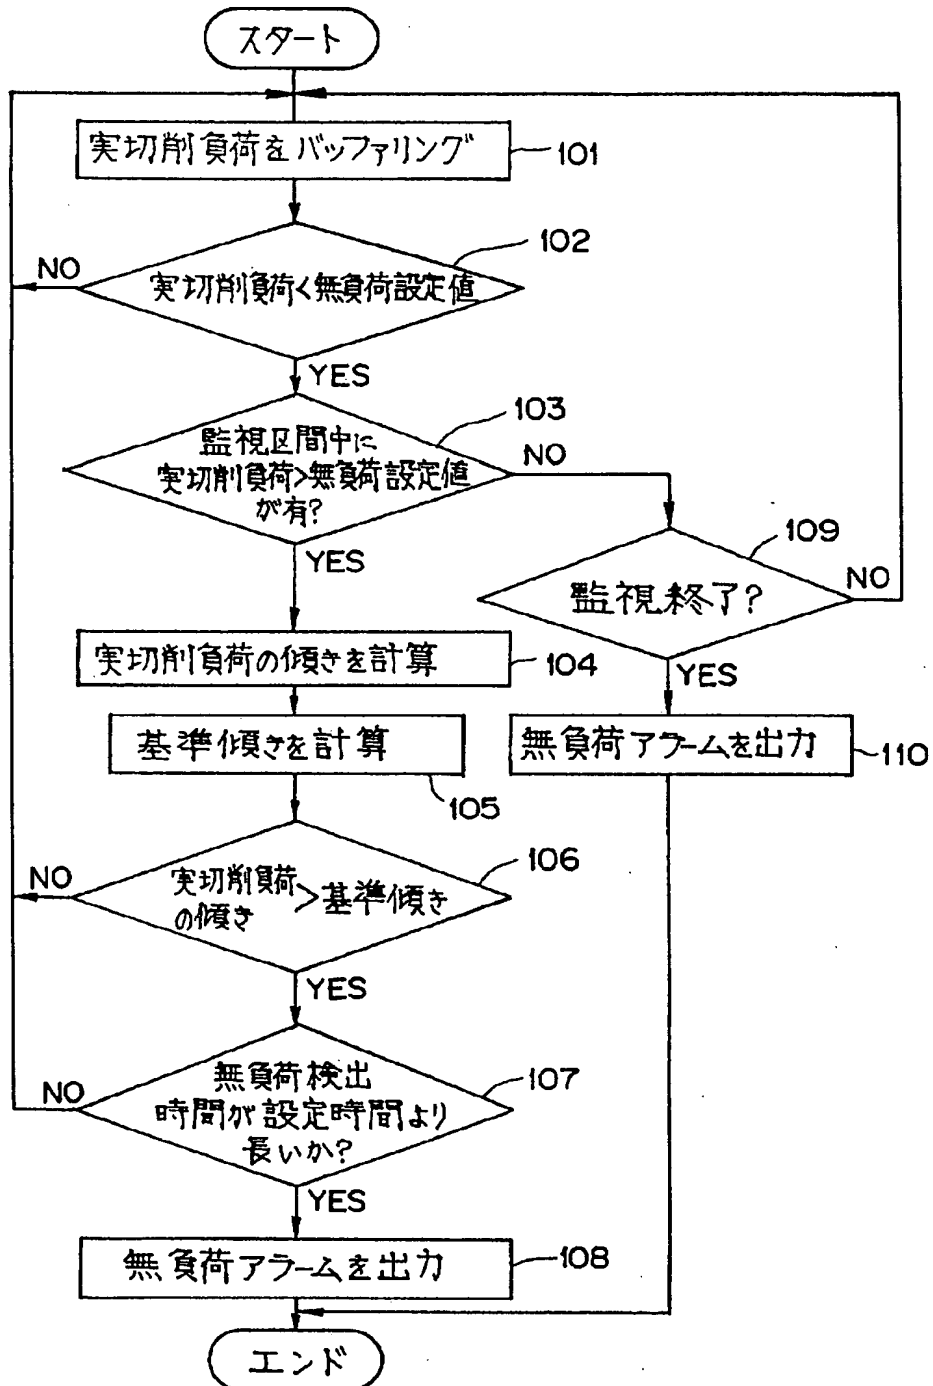 スタート
実切削負荷をバッファリング
101
102
NO
実切削負荷<無負荷設定値
YES
103
監視区間中に
実切削負荷>無負荷設定値
が有?
NO
YES
109
監視終了?
NO
YES
実切削負荷の傾きを計算
104
基準傾きを計算
105
無負荷アラームを出力
110
106
NO
実切削負荷
の傾き
>基準傾き
YES
107
NO
無負荷検出
時間が設定時間より
長いか?
YES
無負荷アラームを出力
108
エンド